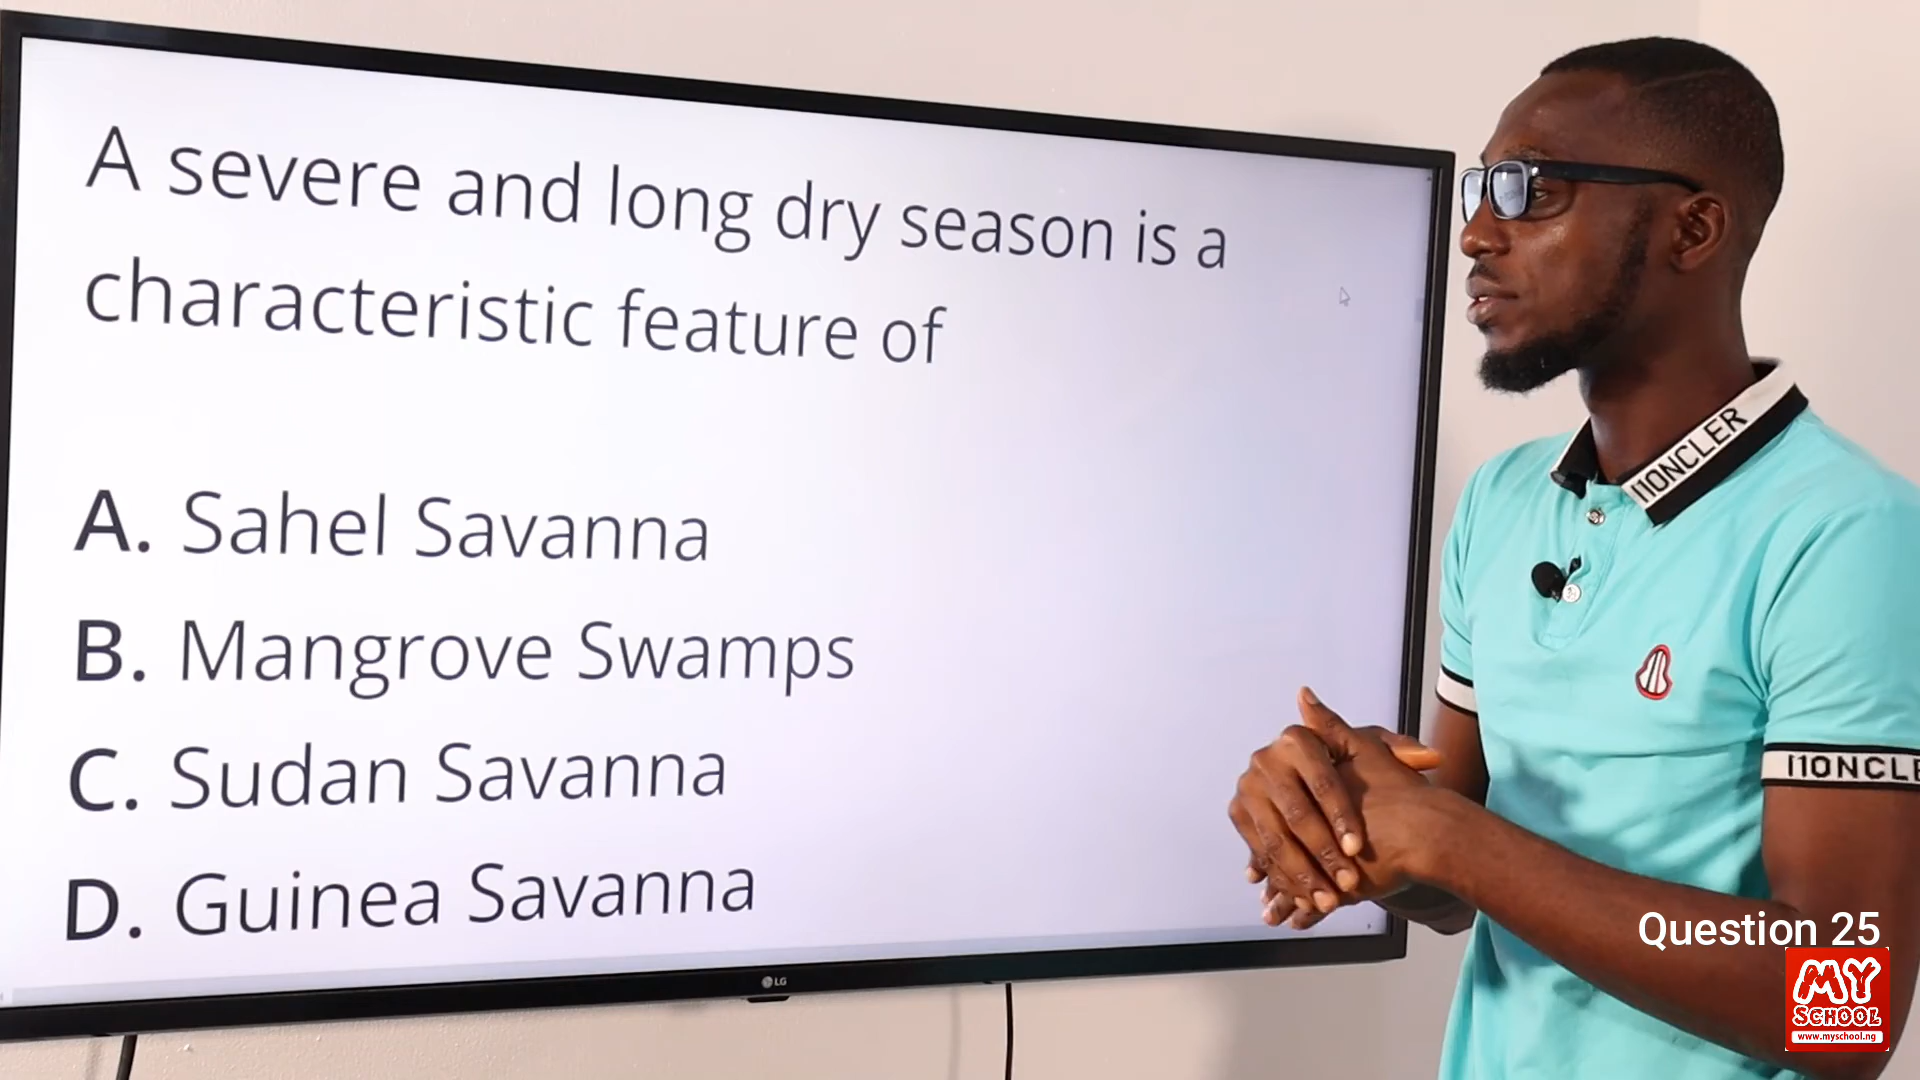 A severe and long dry season is a
characteristic feature of
A. Sahel Savanna
B. Mangrove Swamps
C. Sudan Savanna
D. Guinea Savanna
LG
MONCLER
MONCLE
Question 25
MY
SCHOOL
www.myschool.ng